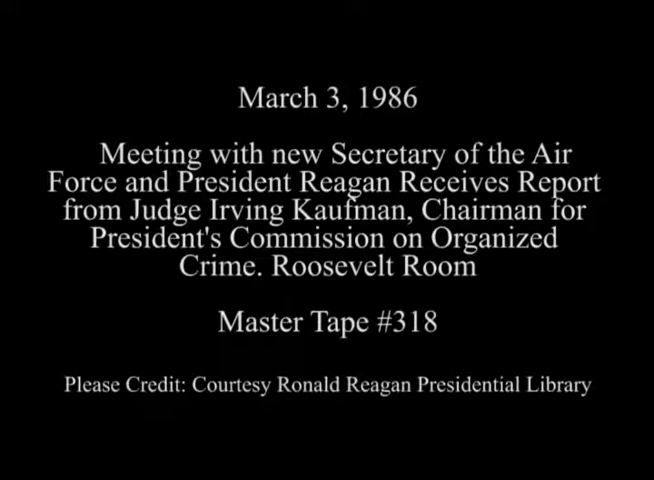 March 3, 1986
Meeting with new Secretary of the Air
Force and President Reagan Receives Report
from Judge Irving Kaufman, Chairman for
President's Commission on Organized
Crime. Roosevelt Room
Master Tape #318
Please Credit: Courtesy Ronald Reagan Presidential Library